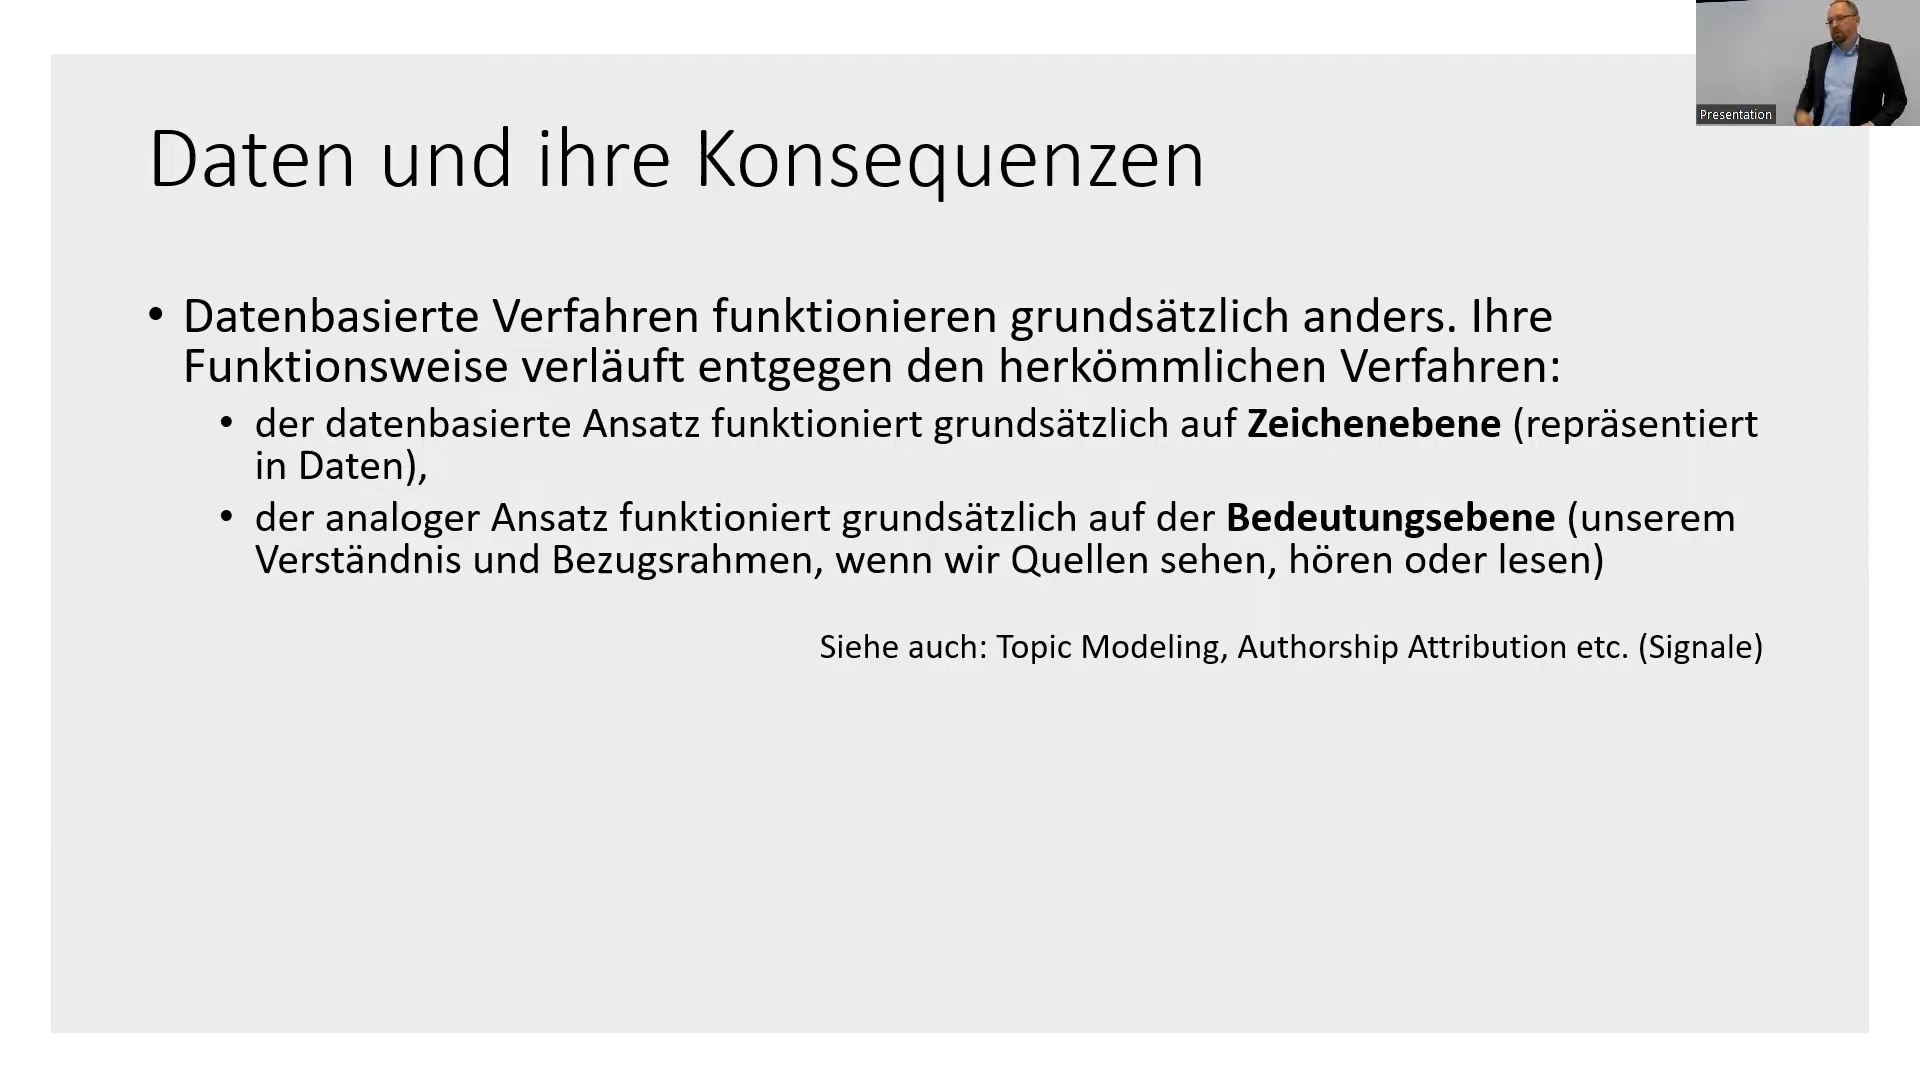 Presentation
Daten und ihre Konsequenzen
• Datenbasierte Verfahren funktionieren grundsätzlich anders. Ihre
Funktionsweise verläuft entgegen den herkömmlichen Verfahren:
• der datenbasierte Ansatz funktioniert grundsätzlich auf Zeichenebene (repräsentiert
in Daten),
• der analoger Ansatz funktioniert grundsätzlich auf der Bedeutungsebene (unserem
Verständnis und Bezugsrahmen, wenn wir Quellen sehen, hören oder lesen)
Siehe auch: Topic Modeling, Authorship Attribution etc. (Signale)